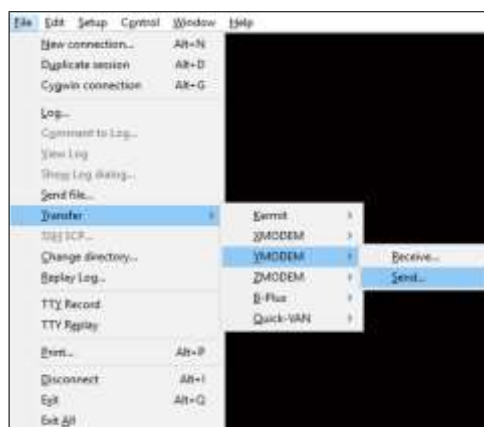 File Edit Setup Control Window Help
New connection... Alt+N
Duplicate session Alt+D
Cygwin connection Alt+G
Log...
Comment to Log...
View Log
Show Log dialog...
Send file...
Transfer
SSH SCP...
Change directory...
Replay Log...
TTY Record
TTY Replay
Print... Alt+P
Disconnect Alt+I
Exit Alt+Q
Exit All
Kermit
XMODEM
YMODEM
ZMODEM
B-Plus
Quick-VAN
Receive...
Send...